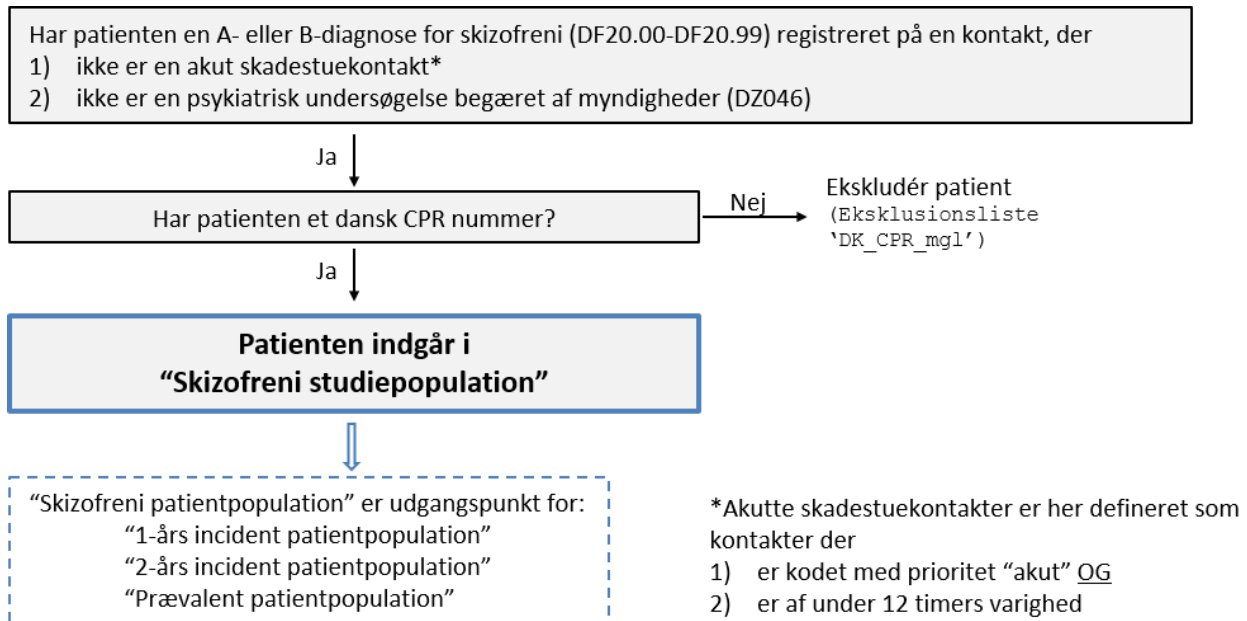 Har patienten en A- eller B-diagnose for skizofreni (DF20.00-DF20.99) registreret på en kontakt, der
1) ikke er en akut skadestuekontakt*
2) ikke er en psykiatrisk undersøgelse begæret af myndigheder (DZ046)
Ja
Har patienten et dansk CPR nummer?
Nej
Ekskludér patient
(Eksklusionsliste
‘DK_CPR_mgl’)
Ja
Patienten indgår i
“Skizofreni studiepopulation”
“Skizofreni patientpopulation” er udgangspunkt for:
“1-års incident patientpopulation”
“2-års incident patientpopulation”
“Prævalent patientpopulation”
*Akutte skadestuekontakter er her defineret som
kontakter der
1) er kodet med prioritet “akut” OG
2) er af under 12 timers varighed